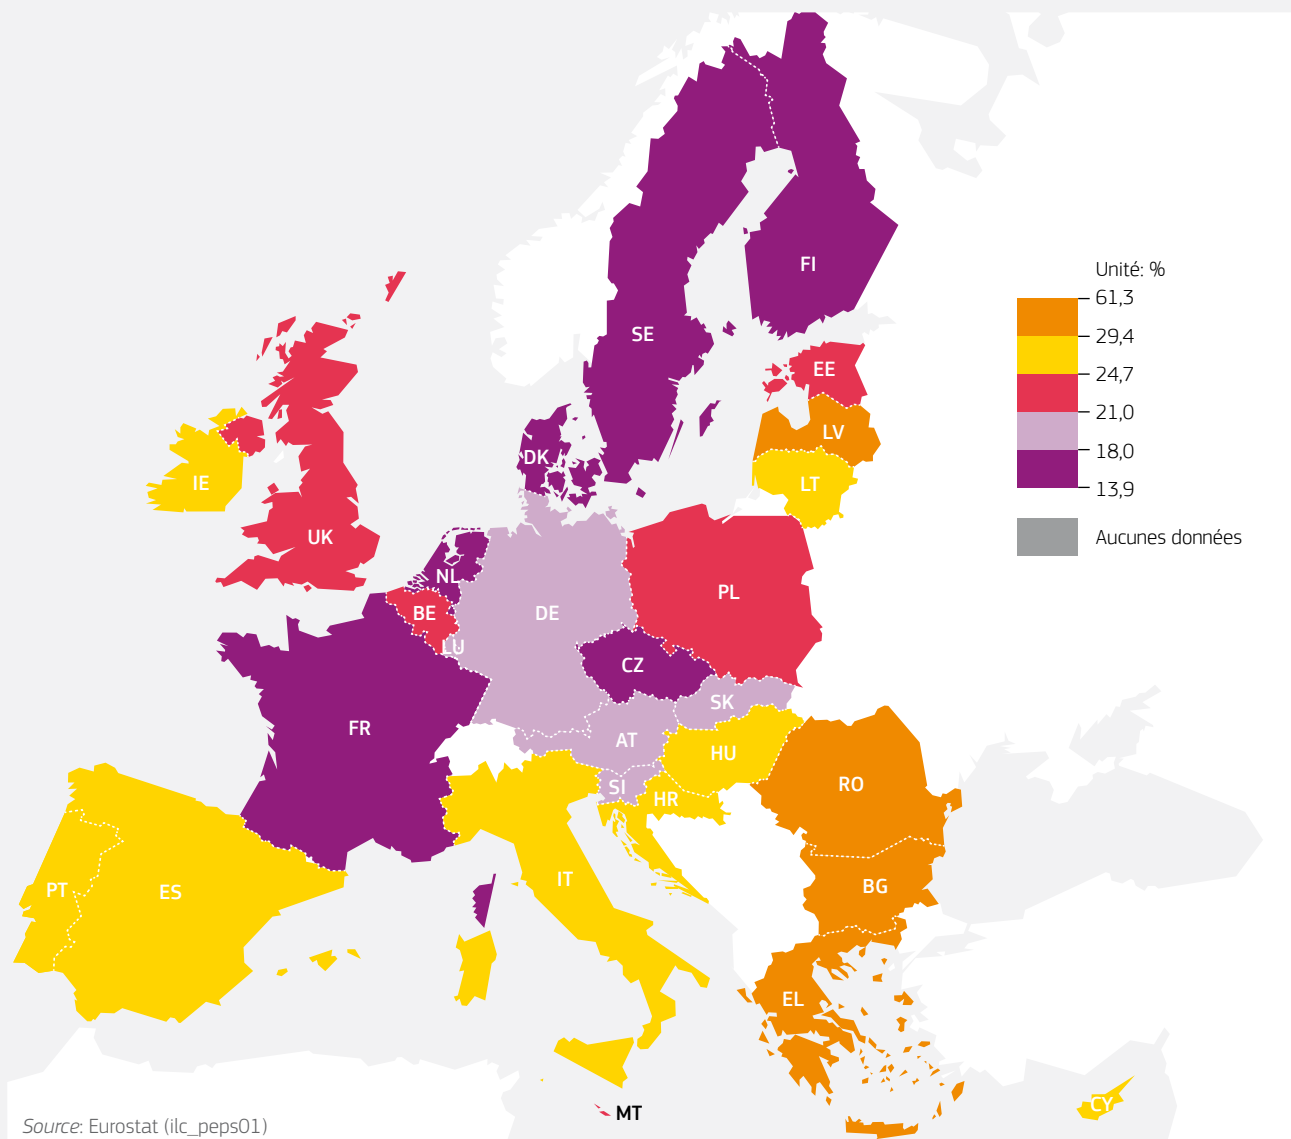 FI
SE
Unité: %
61,3
29,4
24,7
21,0
18,0
13,9
Aucunes données
EE
LV
LT
DK
IE
UK
NL
BE
LU
DE
PL
CZ
SK
FR
AT
HU
SI
HR
RO
PT
ES
IT
BG
EL
CY
MT
Source: Eurostat (ilc_peps01)